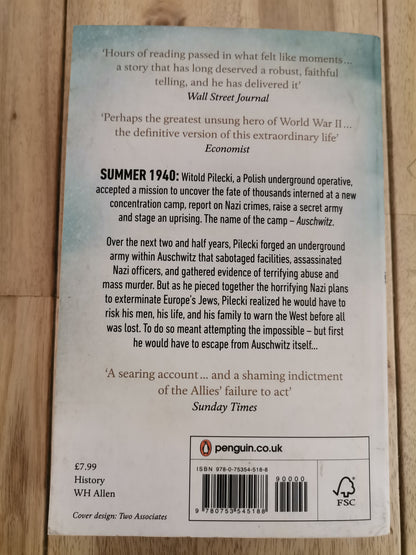 ‘Hours of reading passed in what felt like moments...
a story that has long deserved a robust, faithful
telling, and he has delivered it’
Wall Street Journal
‘Perhaps the greatest unsung hero of World War II...
the definitive version of this extraordinary life’
Economist
SUMMER 1940: Witold Pilecki, a Polish underground operative,
accepted a mission to uncover the fate of thousands interned at a new
concentration camp, report on Nazi crimes, raise a secret army
and stage an uprising. The name of the camp – Auschwitz.
Over the next two and half years, Pilecki forged an underground
army within Auschwitz that sabotaged facilities, assassinated
Nazi officers, and gathered evidence of terrifying abuse and
mass murder. But as he pieced together the horrifying Nazi plans
to exterminate Europe's Jews, Pilecki realized he would have to
risk his men, his life, and his family to warn the West before all
was lost. To do so meant attempting the impossible – but first
he would have to escape from Auschwitz itself...
‘A searing account... and a shaming indictment
of the Allies’ failure to act’
Sunday Times
penguin.co.uk
£7.99
History
WH Allen
Cover design: Two Associates
ISBN 978-0-75354-518-8
90000
9 780753 545188
FSC